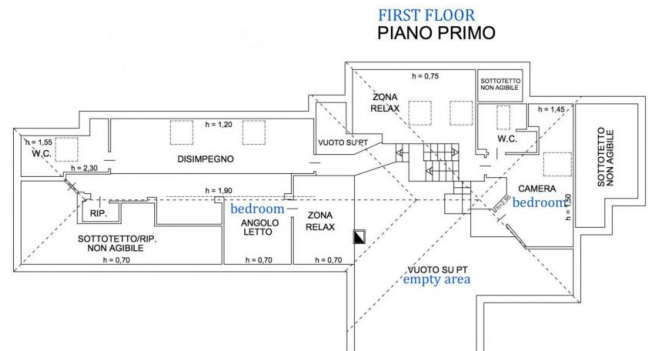 FIRST FLOOR
PIANO PRIMO
h = 0,75
SOTTOTETTO
NON AGIBILE
ZONA
RELAX
h = 1,45
h = 1,20
W.C.
VUOTO SU PT
h = 1,55
W.C.
DISIMPEGNO
SOTTOTETTO
NON AGIBILE
h = 2,30
CAMERA
bedroom
h = 1,50
h = 1,90
bedroom
RIP.
ANGOLO
LETTO
ZONA
RELAX
SOTTOTETTO/RIP.
NON AGIBILE
h = 0,70
h = 0,70
h = 0,70
VUOTO SU PT
empty area